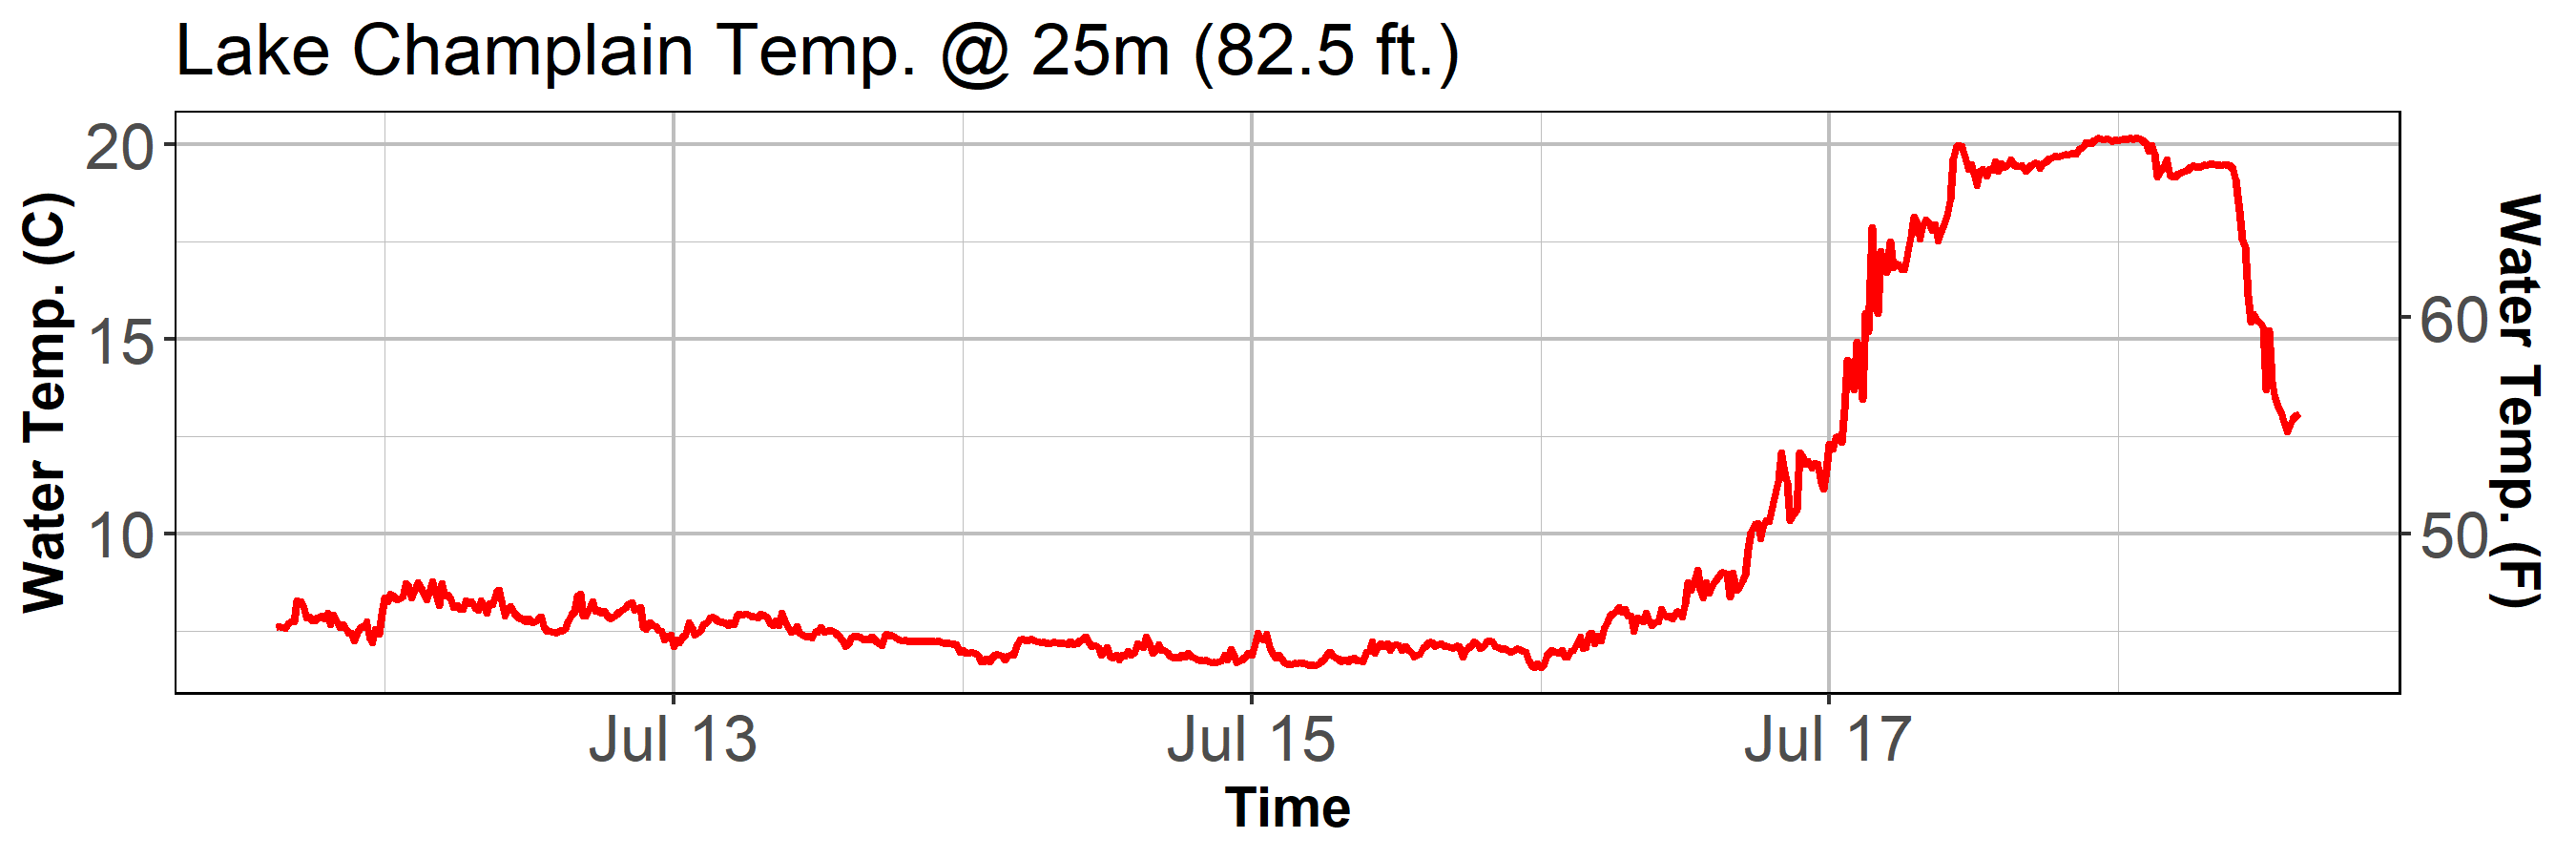 Lake Champlain Temp. @ 25m (82.5 ft.)
Water Temp. (C)
20
15
10
60
50
Water Temp. (F)
Jul 13
Jul 15
Jul 17
Time